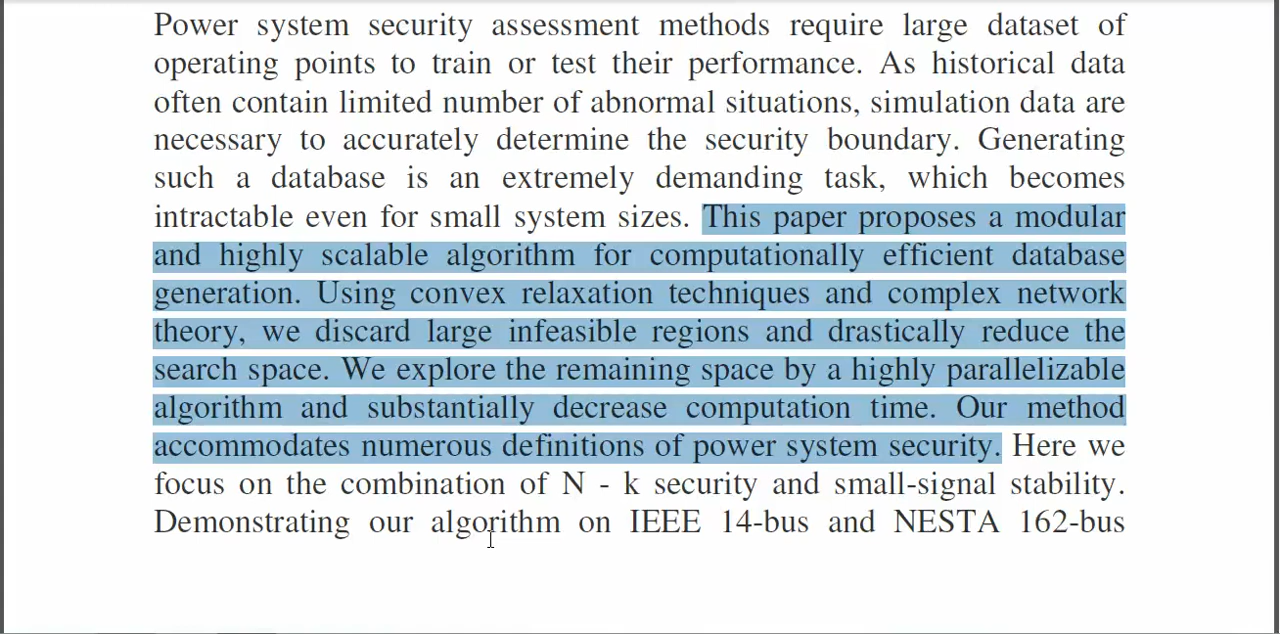 Power system security assessment methods require large dataset of
operating points to train or test their performance. As historical data
often contain limited number of abnormal situations, simulation data are
necessary to accurately determine the security boundary. Generating
such a database is an extremely demanding task, which becomes
intractable even for small system sizes. This paper proposes a modular
and highly scalable algorithm for computationally efficient database
generation. Using convex relaxation techniques and complex network
theory, we discard large infeasible regions and drastically reduce the
search space. We explore the remaining space by a highly parallelizable
algorithm and substantially decrease computation time. Our method
accommodates numerous definitions of power system security. Here we
focus on the combination of N - k security and small-signal stability.
Demonstrating our algorithm on IEEE 14-bus and NESTA 162-bus